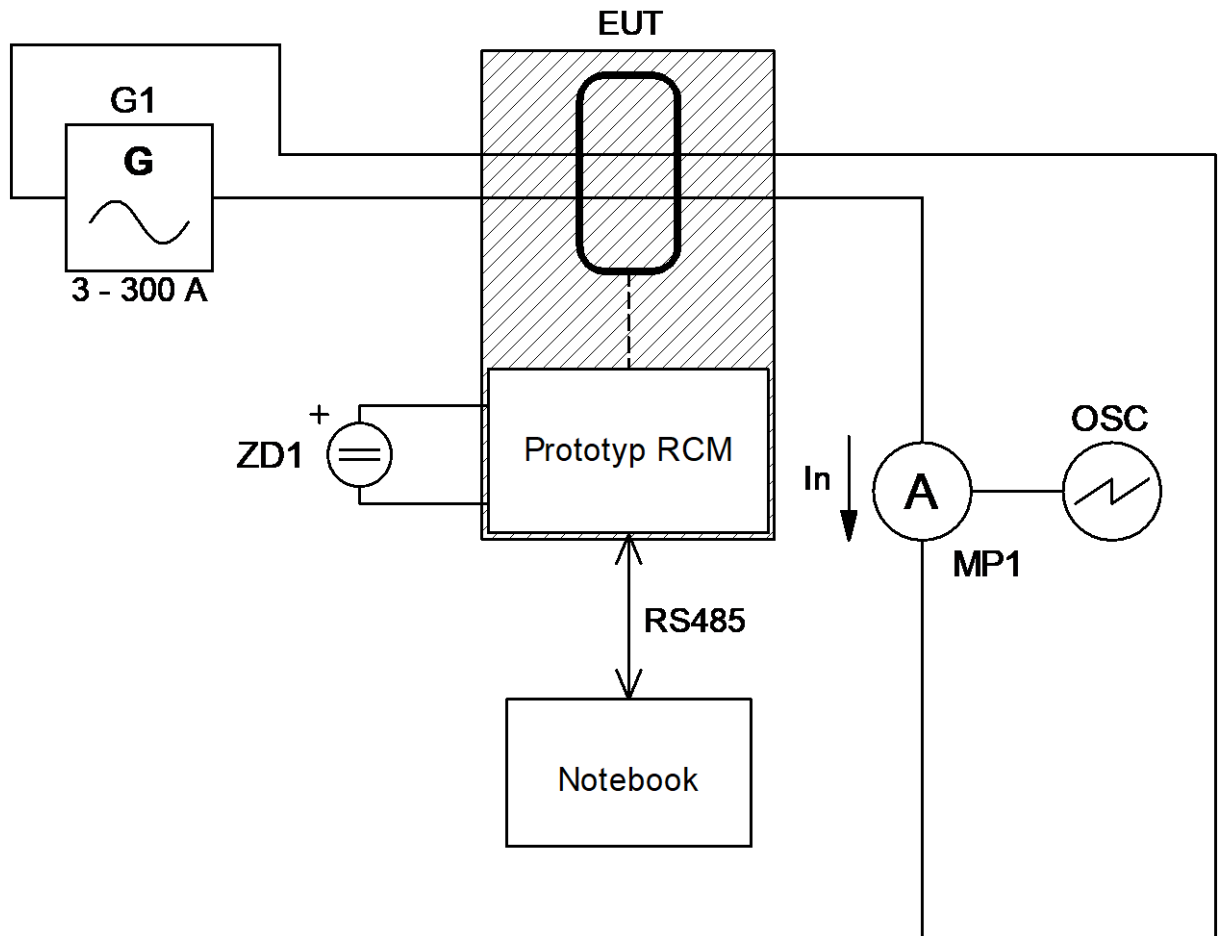 EUT
G1
G
3 - 300 A
+
ZD1
Prototyp RCM
In
A
OSC
MP1
RS485
Notebook